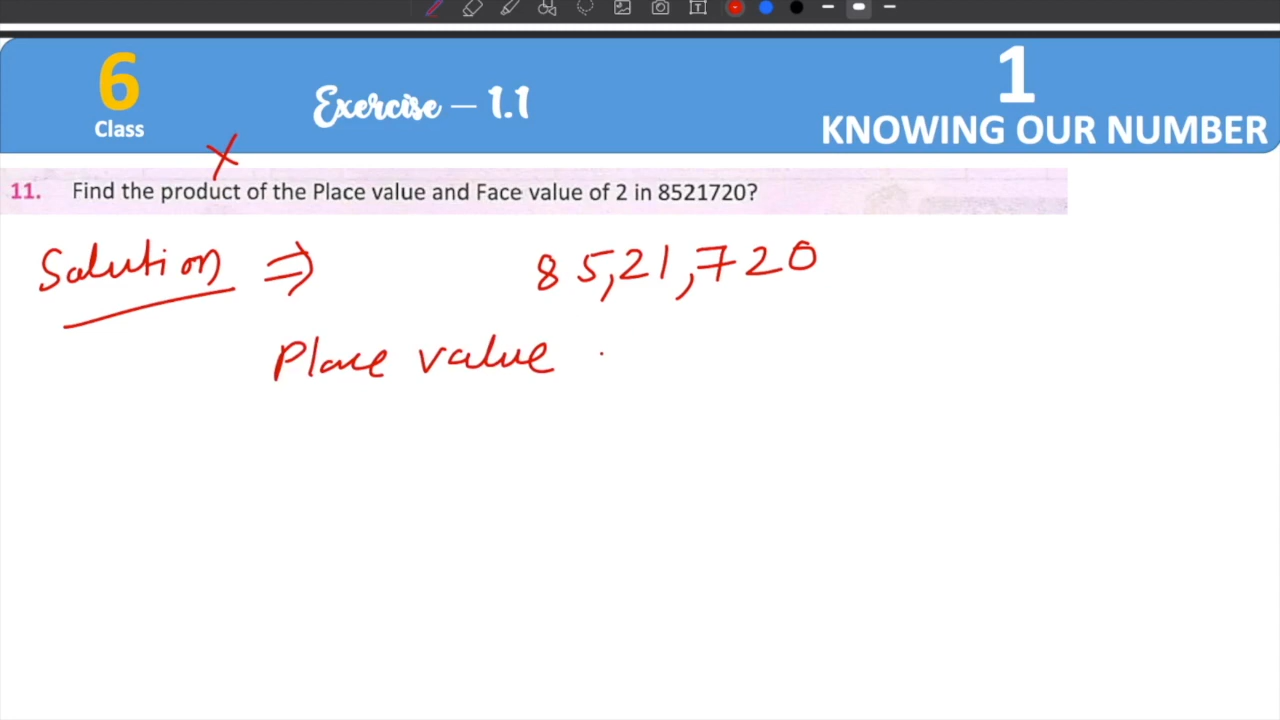 6
Class
Exercise – 1.1
1
KNOWING OUR NUMBER
X
11. Find the product of the Place value and Face value of 2 in 8521720?
Solution ⇒ 85,21,720
Place value